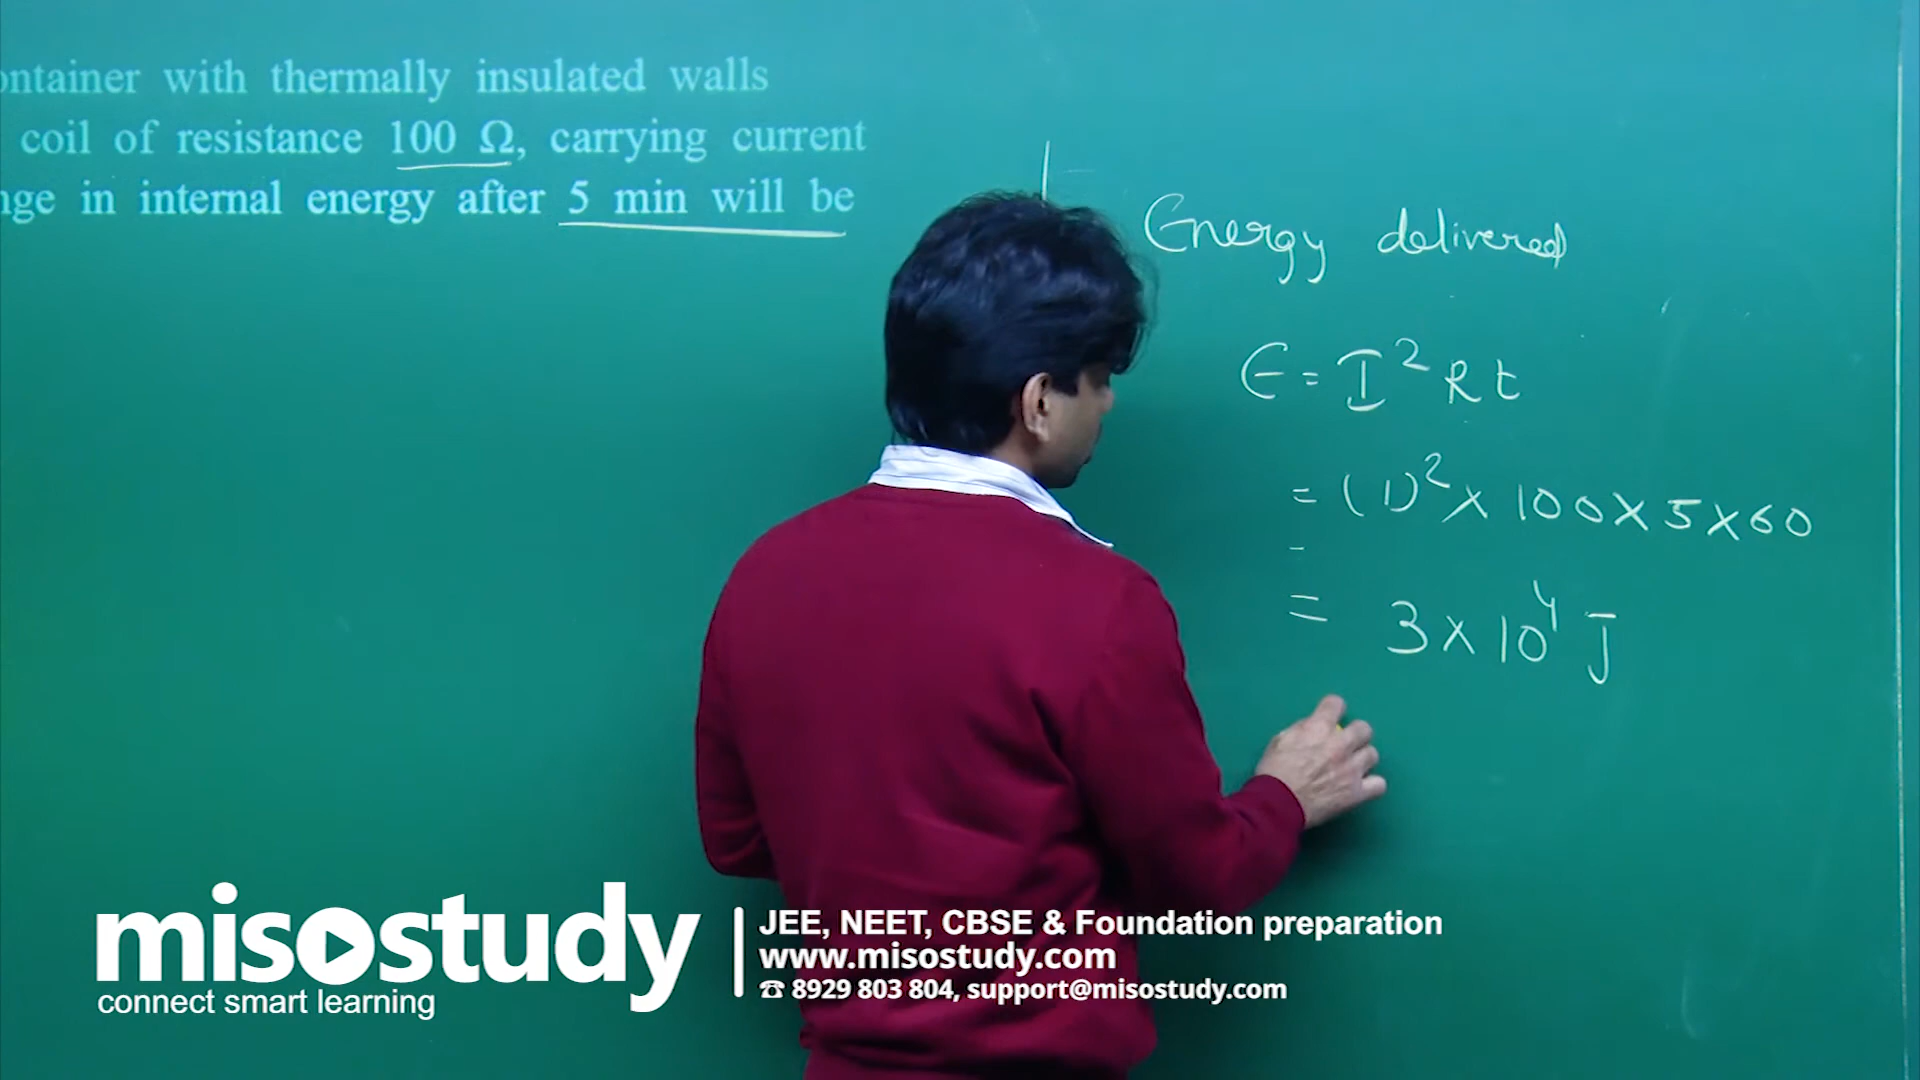 ontainer with thermally insulated walls
coil of resistance 100 Ω, carrying current
nge in internal energy after 5 min will be
Energy delivered
E = I² R t
= (1)² × 100 × 5 × 60
= 3 × 10⁴ J
misostudy
connect smart learning
JEE, NEET, CBSE & Foundation preparation
www.misostudy.com
☎ 8929 803 804, support@misostudy.com